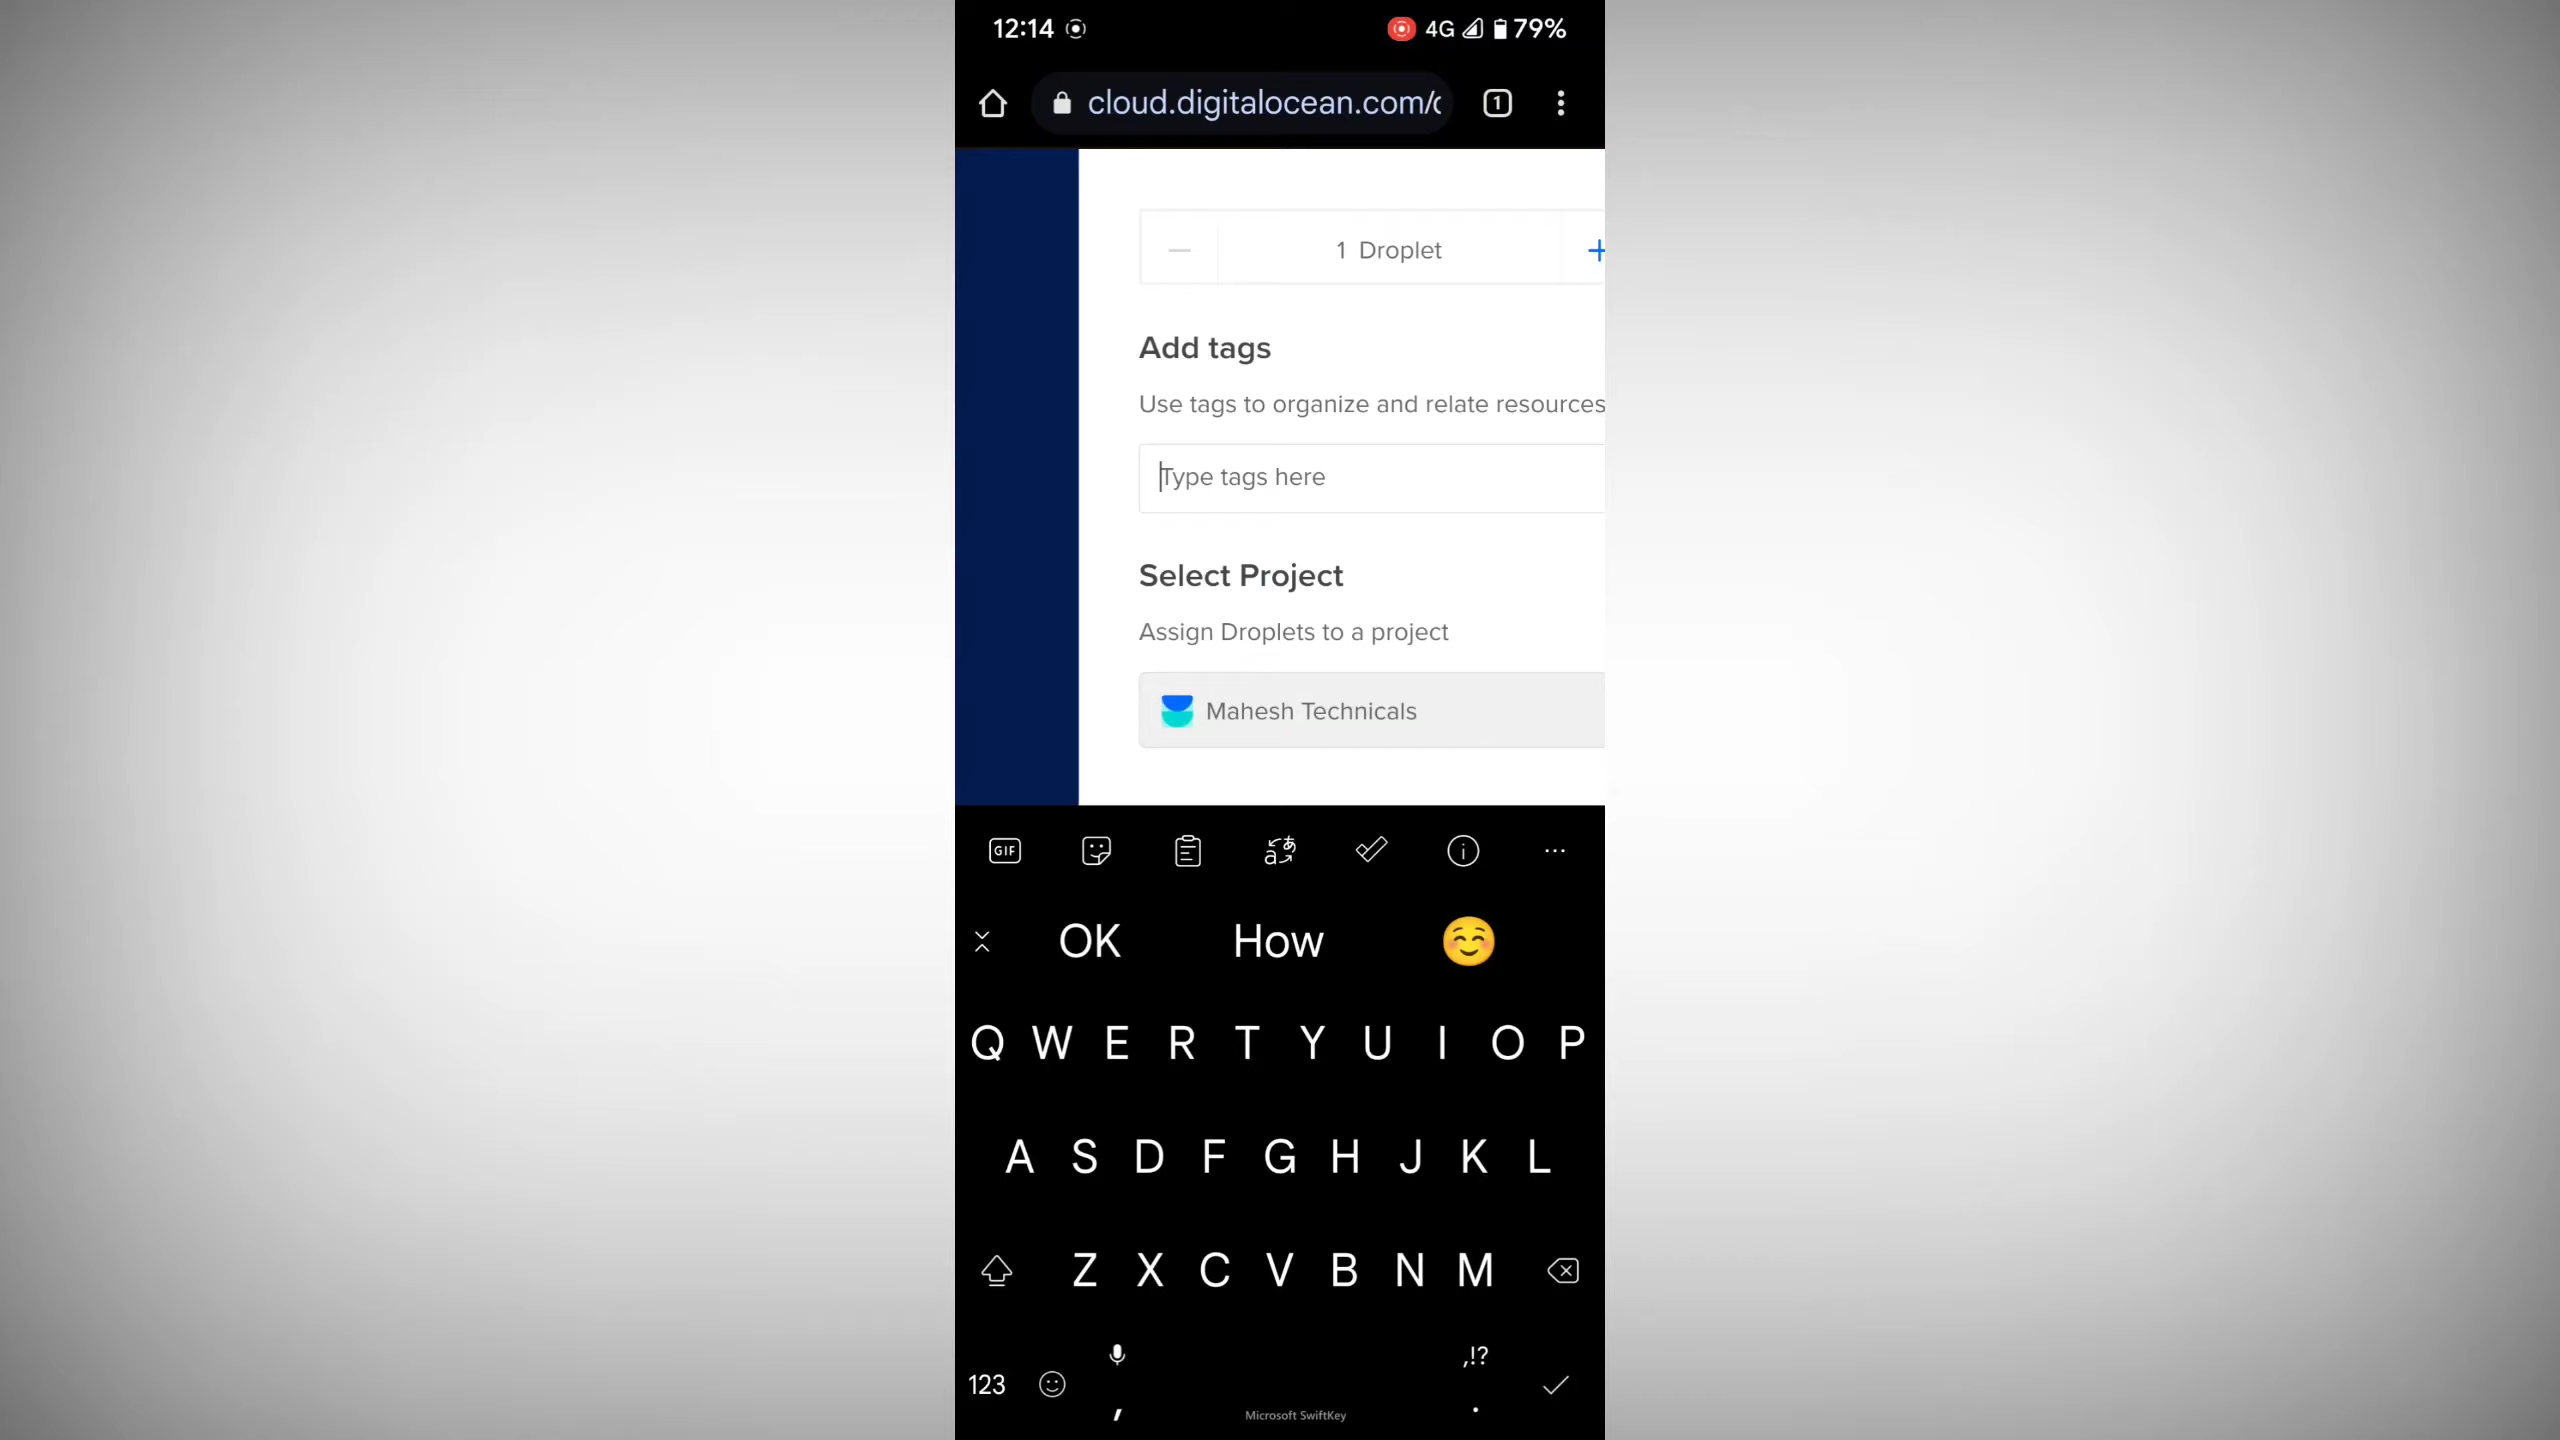 12:14 4G 79%
cloud.digitalocean.com/c 1
1 Droplet
Add tags
Use tags to organize and relate resources
Type tags here
Select Project
Assign Droplets to a project
Mahesh Technicals
GIF
OK How
Q W E R T Y U I O P
A S D F G H J K L
Z X C V B N M
,!?
123 , .
Microsoft SwiftKey